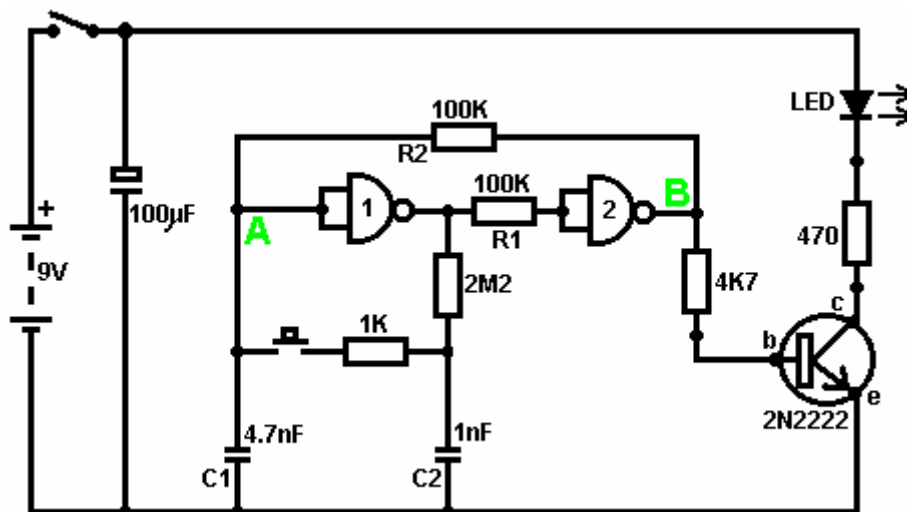 LED
100K
R2
100K
A
1
2
B
R1
+
100µF
470
9V
2M2
4K7
1K
c
b
e
2N2222
4.7nF
1nF
C1
C2